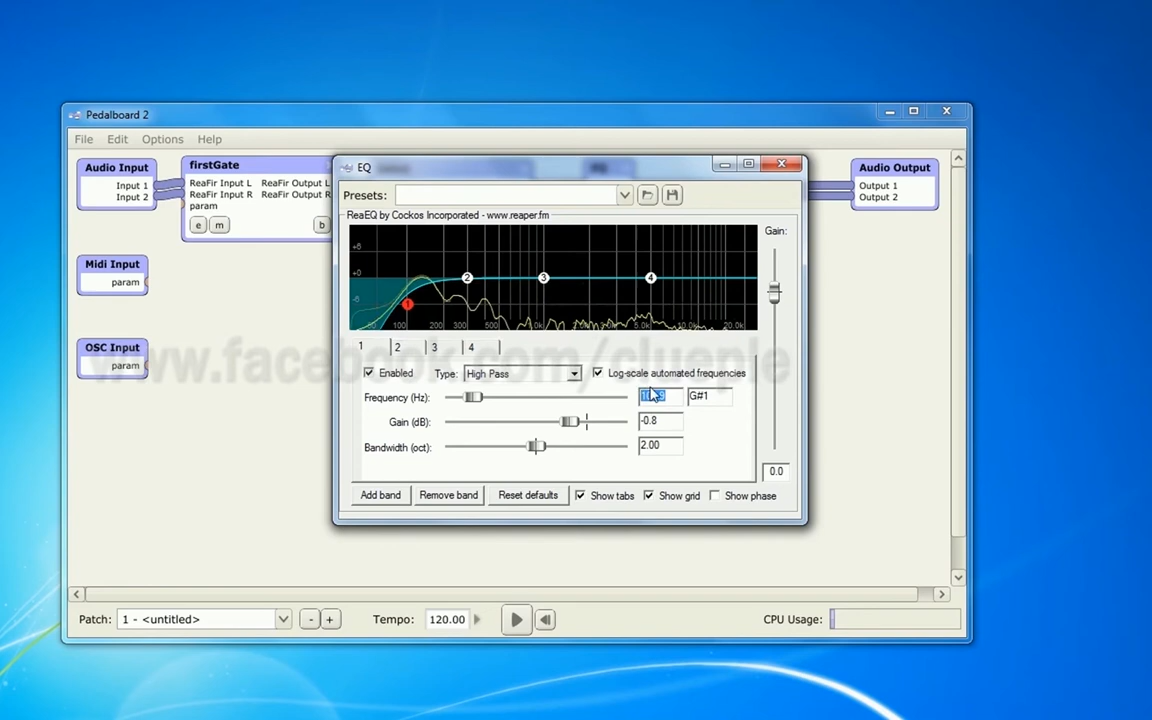 Pedalboard 2
File Edit Options Help
Audio Input
Input 1
Input 2
firstGate
ReaFir Input L ReaFir Output L
ReaFir Input R ReaFir Output R
param
e m b
Midi Input
param
OSC Input
param
Audio Output
Output 1
Output 2
EQ
Presets:
ReaEQ by Cockos Incorporated - www.reaper.fm
Gain:
+6
+0
-6
1 2 3 4
50 100 200 300 500 1.0k 2.0k 3.0k 5.0k 10.0k 20.0k
1 2 3 4
Enabled Type: High Pass Log-scale automated frequencies
Frequency (Hz): G#1
Gain (dB): -0.8
Bandwidth (oct): 2.00
0.0
Add band Remove band Reset defaults Show tabs Show grid Show phase
www.facebook.com/cluepie
Patch: 1 - <untitled> - + Tempo: 120.00 CPU Usage: